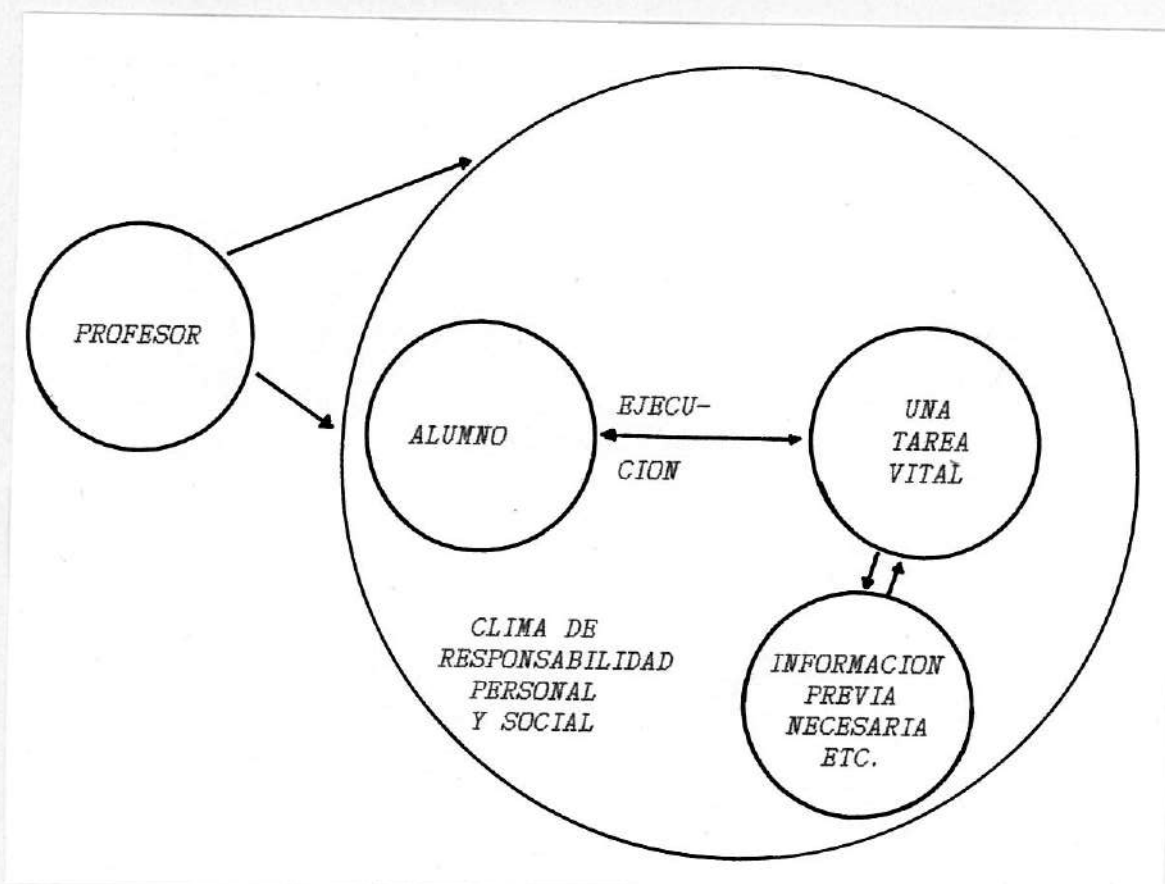 PROFESOR
ALUMNO
EJECU-
CION
UNA
TAREA
VITAL
CLIMA DE
RESPONSABILIDAD
PERSONAL
Y SOCIAL
INFORMACION
PREVIA
NECESARIA
ETC.